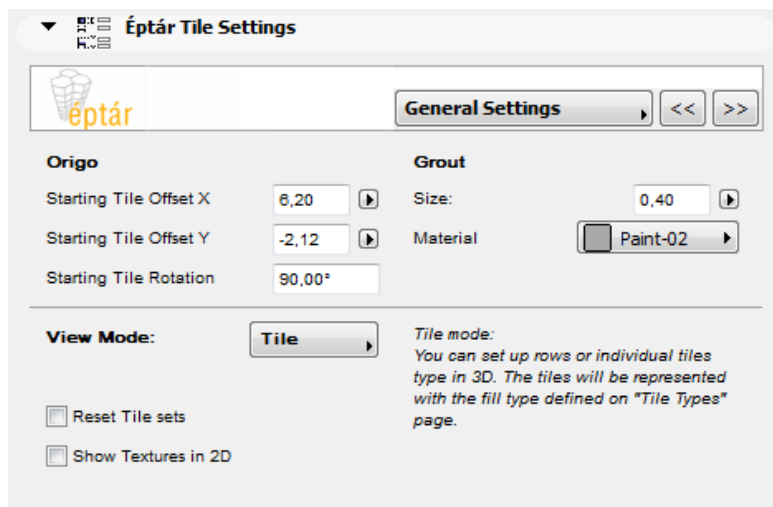 Éptár Tile Settings
éptár
General Settings
<<
>>
Origo
Grout
Starting Tile Offset X
6,20
Size:
0,40
Starting Tile Offset Y
-2,12
Material
Paint-02
Starting Tile Rotation
90,00°
View Mode:
Tile
Tile mode:
You can set up rows or individual tiles
type in 3D. The tiles will be represented
with the fill type defined on "Tile Types"
page.
Reset Tile sets
Show Textures in 2D